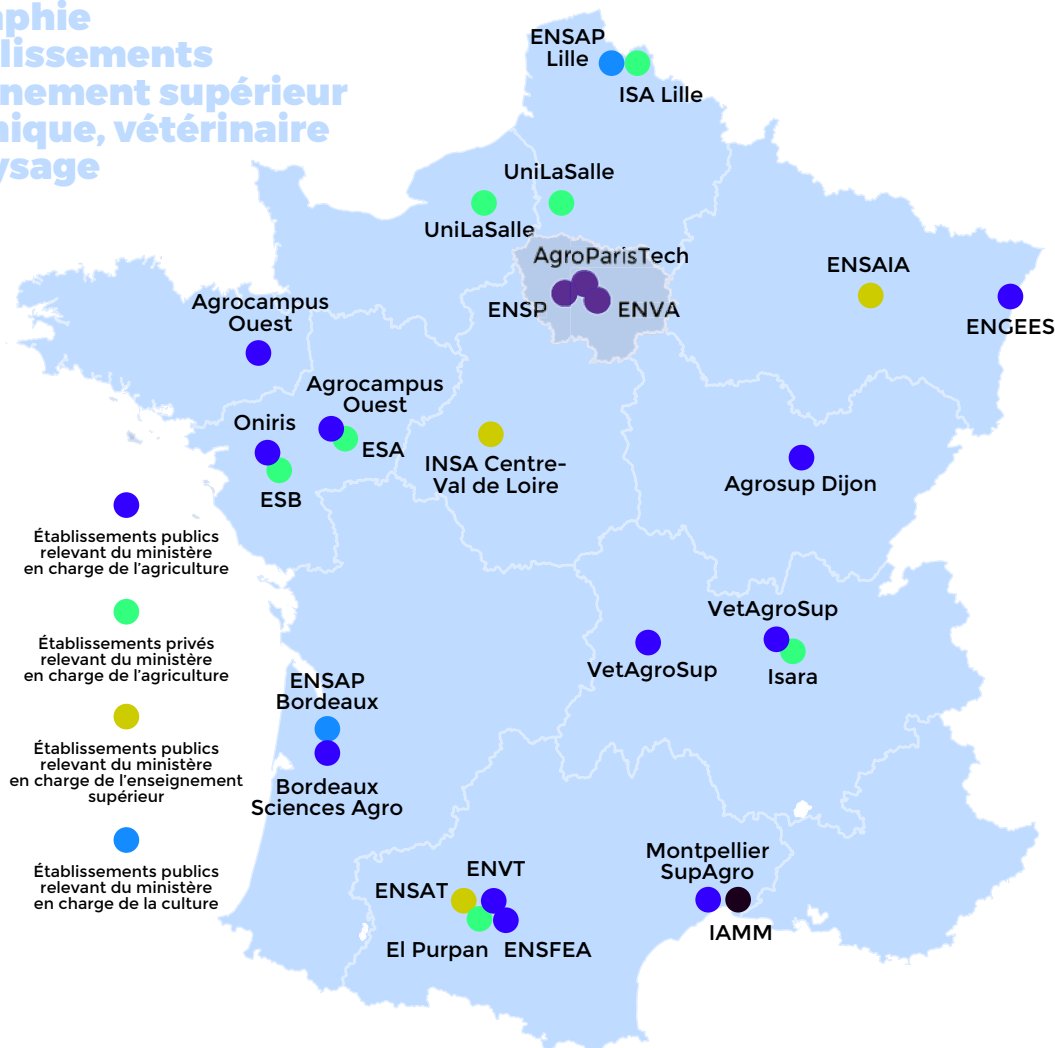 aphie
lissements
nement supérieur
nique, vétérinaire
ysage
ENSAP
Lille
ISA Lille
UniLaSalle
UniLaSalle
AgroParisTech
ENSP
ENVA
ENSAIA
ENGEES
Agrocampus
Ouest
Agrocampus
Ouest
Oniris
ESA
ESB
INSA Centre-
Val de Loire
Agrosup Dijon
Établissements publics
relevant du ministère
en charge de l'agriculture
Établissements privés
relevant du ministère
en charge de l'agriculture
Établissements publics
relevant du ministère
en charge de l'enseignement
supérieur
Établissements publics
relevant du ministère
en charge de la culture
VetAgroSup
VetAgroSup
Isara
ENSAP
Bordeaux
Bordeaux
Sciences Agro
ENVT
ENSAT
El Purpan
ENSFEA
Montpellier
SupAgro
IAMM